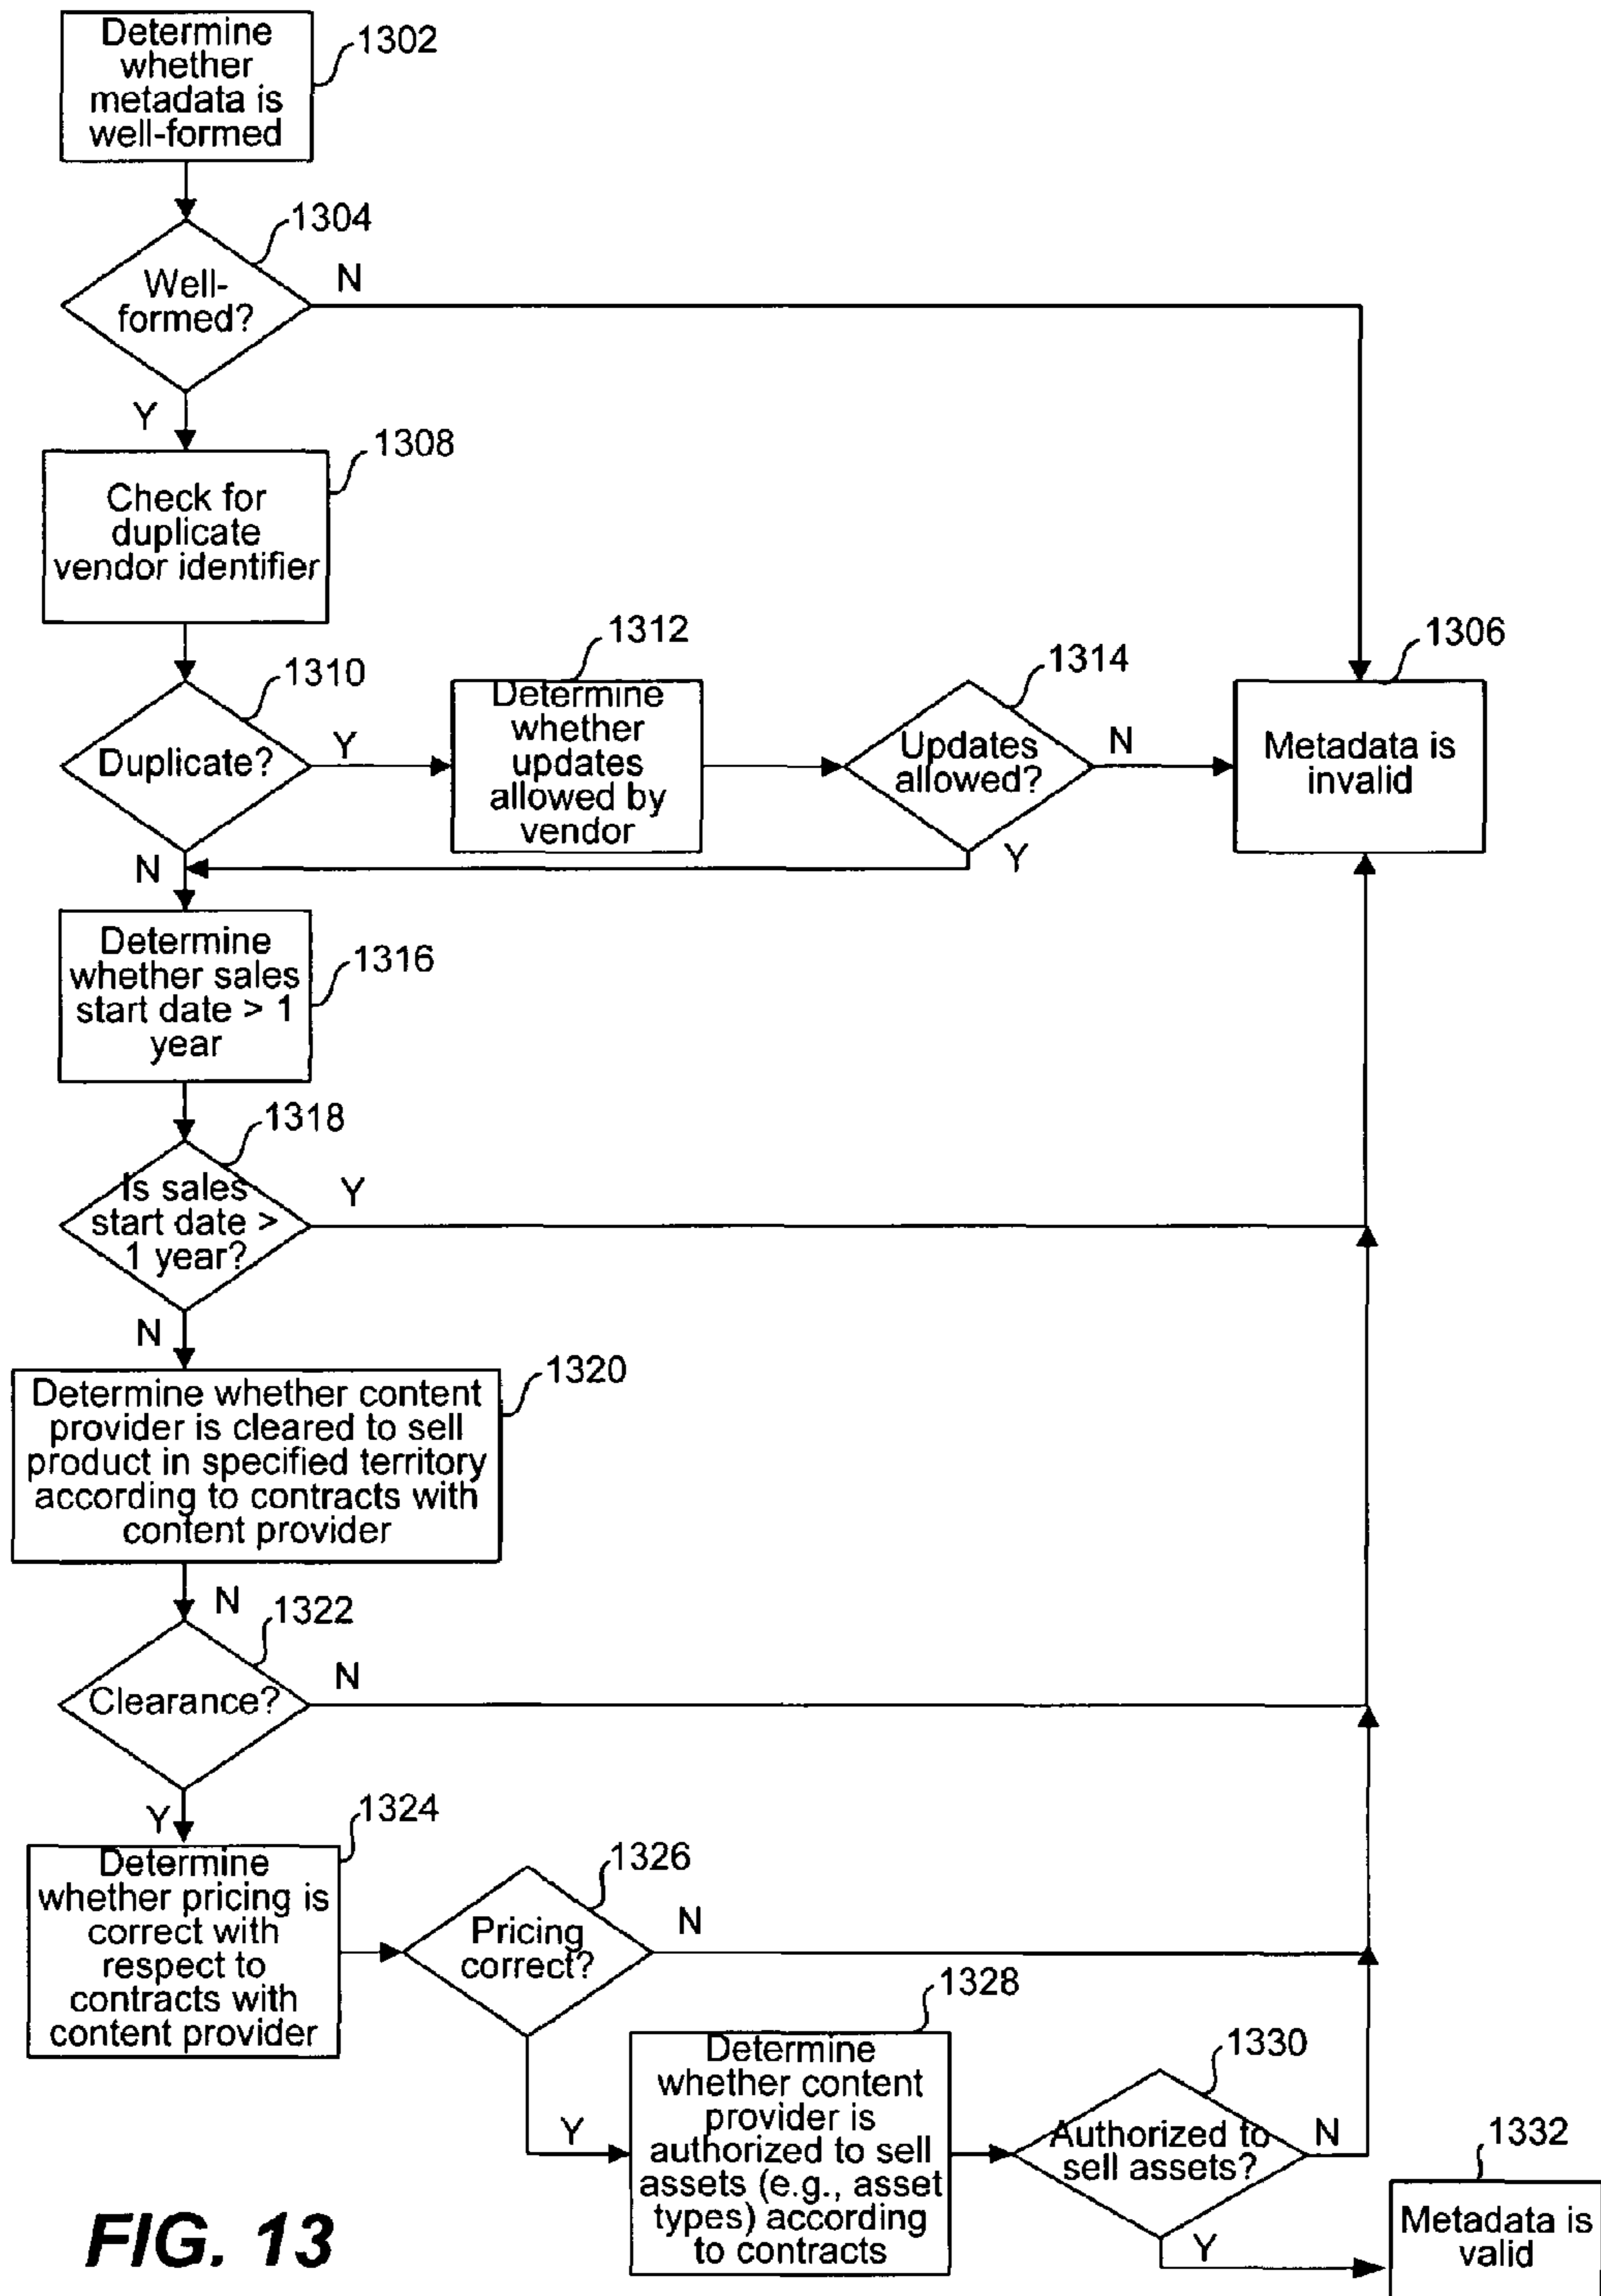 Determine
whether
metadata is
well-formed
1302
1304
Well-
formed?
N
Y
1308
Check for
duplicate
vendor identifier
1310
Duplicate?
Y
N
1312
Determine
whether
updates
allowed by
vendor
1314
Updates
allowed?
N
Y
1306
Metadata is
invalid
Determine
whether sales
start date > 1
year
1316
1318
Is sales
start date >
1 year?
Y
N
1320
Determine whether content
provider is cleared to sell
product in specified territory
according to contracts with
content provider
N
1322
Clearance?
N
Y
1324
Determine
whether pricing is
correct with
respect to
contracts with
content provider
1326
Pricing
correct?
N
Y
1328
Determine
whether content
provider is
authorized to sell
assets (e.g., asset
types) according
to contracts
1330
Authorized to
sell assets?
N
Y
1332
Metadata is
valid
FIG. 13